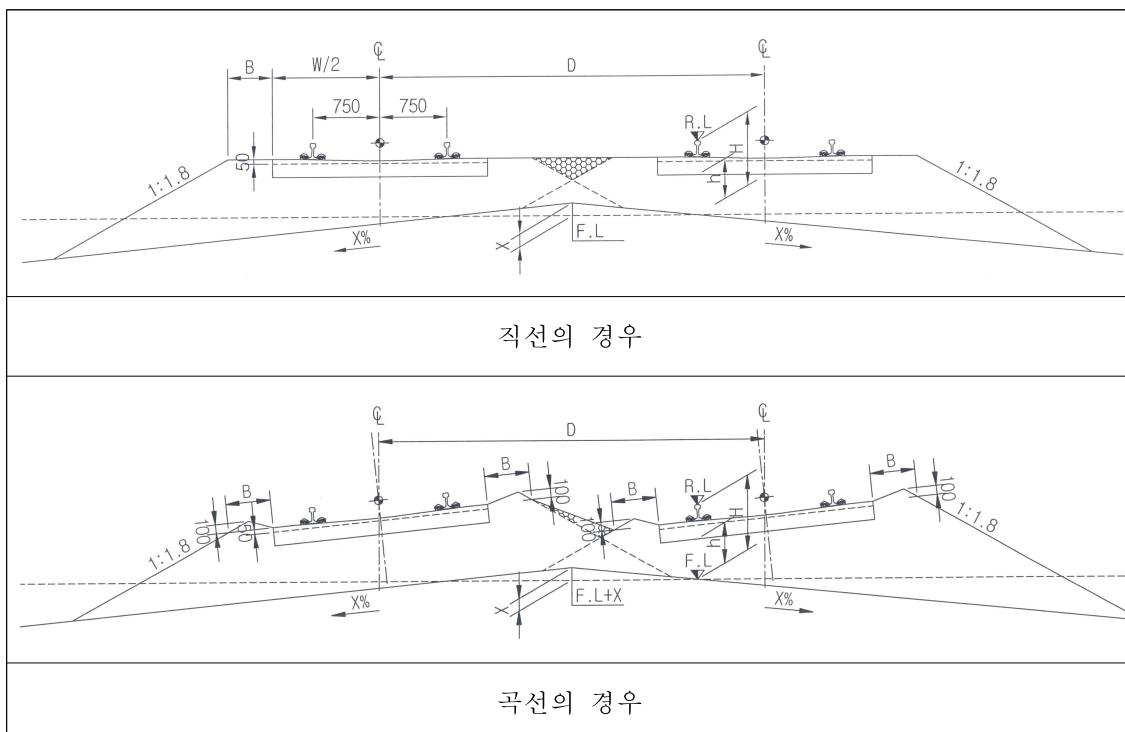 ℄ ℄
B W/2 D
750 750
R.L
H
50
h
1:1.8 1:1.8
X% X F.L X%
직선의 경우
℄ ℄
D
B B 100 B B 100
R.L
H
100 50 100
h
1:1.8 F.L 1:1.8
X% X F.L+X X%
곡선의 경우